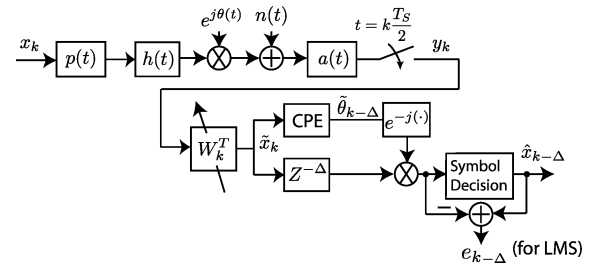 e^{jθ(t)} n(t) t = k T_S/2
x_k p(t) h(t) a(t) y_k
W_k^T x̃_k CPE θ̃_{k−Δ} e^{−j(·)}
Z^{−Δ} Symbol Decision x̂_{k−Δ}
−
e_{k−Δ} (for LMS)